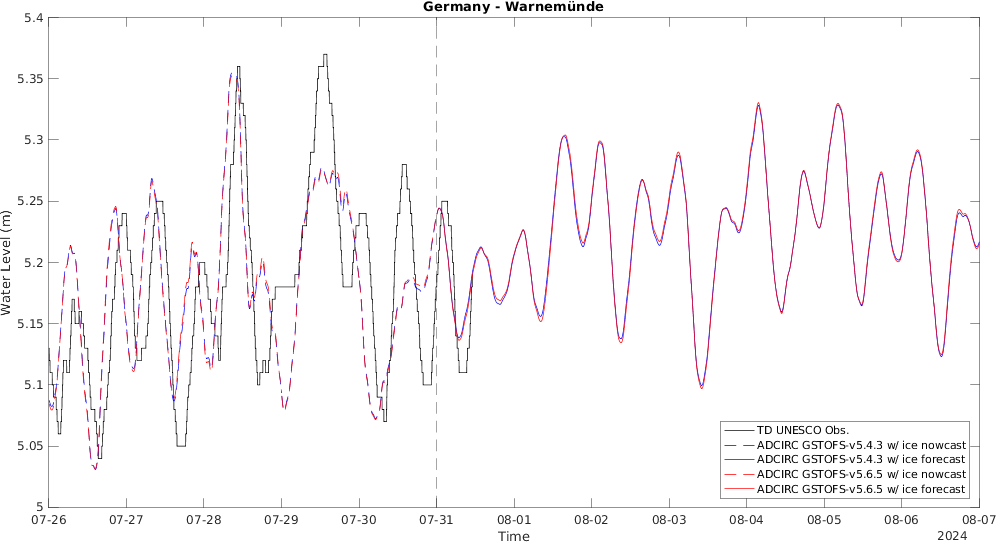 Germany - Warnemünde
Water Level (m)
5.4
5.35
5.3
5.25
5.2
5.15
5.1
5.05
5
TD UNESCO Obs.
ADCIRC GSTOFS-v5.4.3 w/ ice nowcast
ADCIRC GSTOFS-v5.4.3 w/ ice forecast
ADCIRC GSTOFS-v5.6.5 w/ ice nowcast
ADCIRC GSTOFS-v5.6.5 w/ ice forecast
07-26 07-27 07-28 07-29 07-30 07-31 08-01 08-02 08-03 08-04 08-05 08-06 08-07
Time
2024